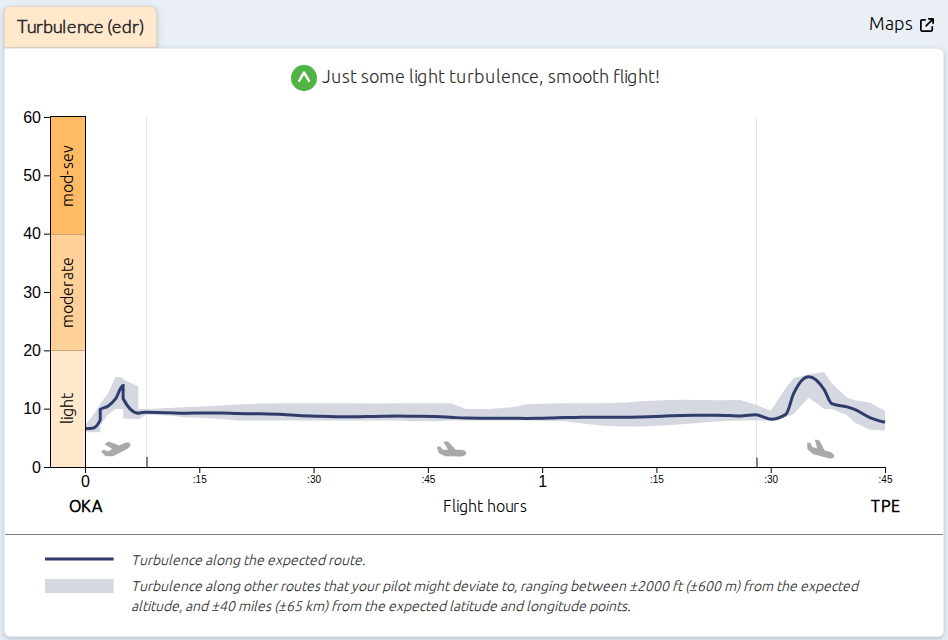 Turbulence (edr)
Maps
Just some light turbulence, smooth flight!
60
50
40
30
20
10
0
mod-sev
moderate
light
0 :15 :30 :45 1 :15 :30 :45
OKA Flight hours TPE
Turbulence along the expected route.
Turbulence along other routes that your pilot might deviate to, ranging between ±2000 ft (±600 m) from the expected
altitude, and ±40 miles (±65 km) from the expected latitude and longitude points.